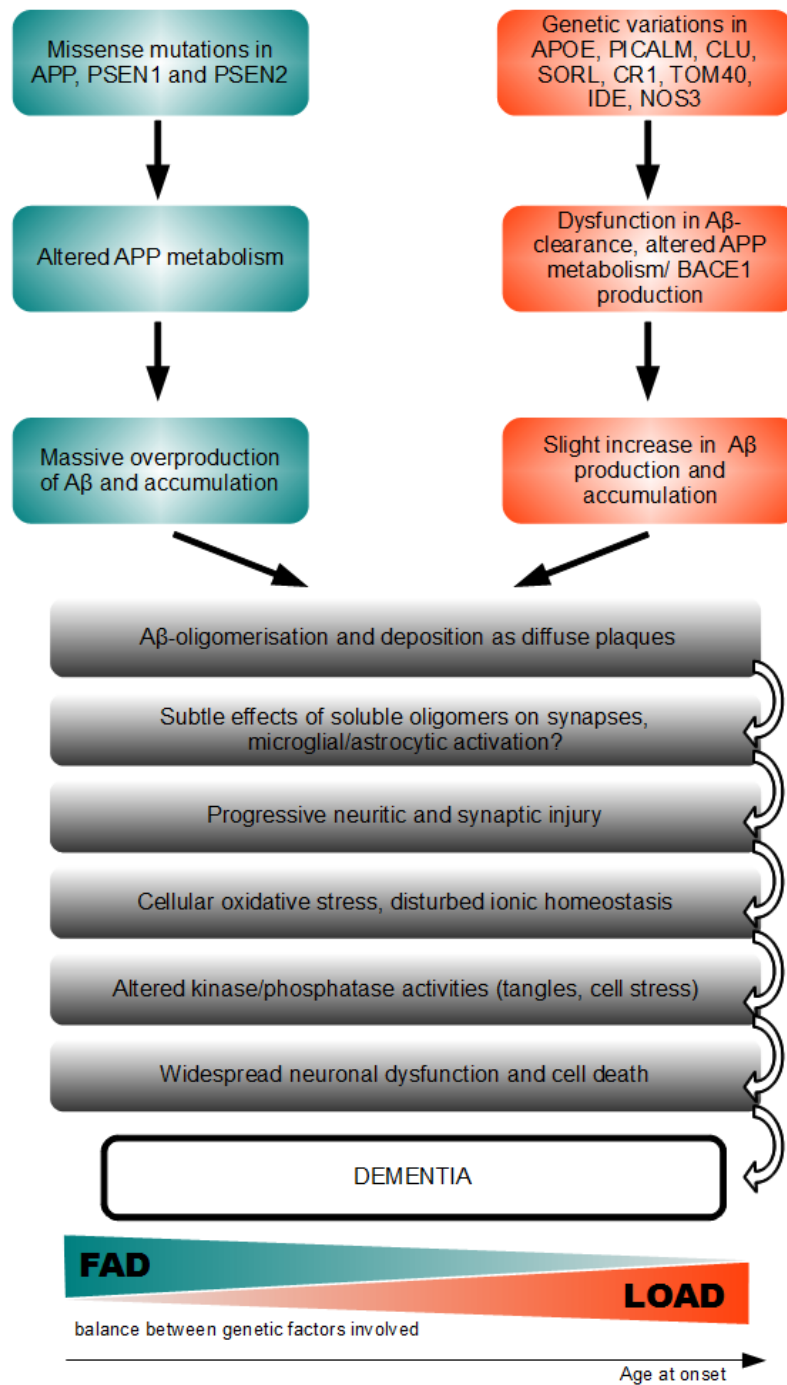 Missense mutations in
APP, PSEN1 and PSEN2
Genetic variations in
APOE, PICALM, CLU,
SORL, CR1, TOM40,
IDE, NOS3
Altered APP metabolism
Dysfunction in Aβ-
clearance, altered APP
metabolism/ BACE1
production
Massive overproduction
of Aβ and accumulation
Slight increase in Aβ
production and
accumulation
Aβ-oligomerisation and deposition as diffuse plaques
Subtle effects of soluble oligomers on synapses,
microglial/astrocytic activation?
Progressive neuritic and synaptic injury
Cellular oxidative stress, disturbed ionic homeostasis
Altered kinase/phosphatase activities (tangles, cell stress)
Widespread neuronal dysfunction and cell death
DEMENTIA
FAD
LOAD
balance between genetic factors involved
Age at onset